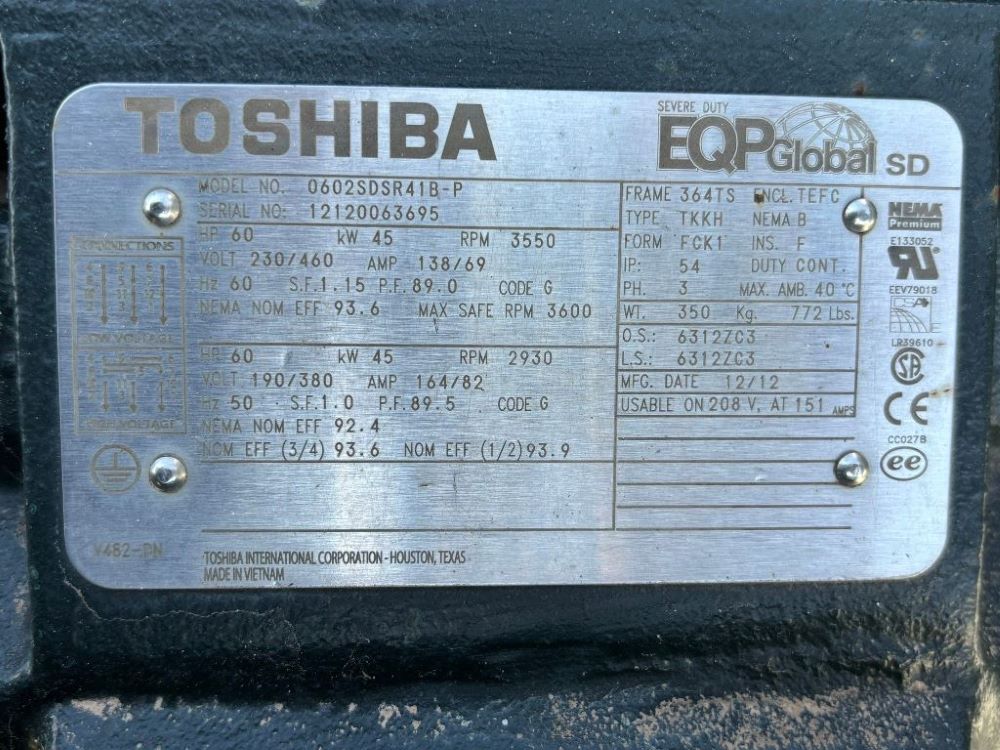 TOSHIBA
SEVERE DUTY
EQP Global SD
MODEL NO. 0602SDSR41B-P
SERIAL NO: 12120063695
HP 60 kW 45 RPM 3550
VOLT 230/460 AMP 138/69
Hz 60 S.F. 1.15 P.F. 89.0 CODE G
NEMA NOM EFF 93.6 MAX SAFE RPM 3600
HP 60 kW 45 RPM 2930
VOLT 190/380 AMP 164/82
Hz 50 S.F. 1.0 P.F. 89.5 CODE G
NEMA NOM EFF 92.4
NOM EFF (3/4) 93.6 NOM EFF (1/2) 93.9
FRAME 364TS ENCL. TEFC
TYPE TKKH NEMA B
FORM FCK1 INS. F
IP: 54 DUTY CONT.
PH. 3 MAX. AMB. 40 °C
WT. 350 Kg. 772 Lbs.
O.S.: 6312ZC3
L.S.: 6312ZC3
MFG. DATE 12/12
USABLE ON 208 V, AT 151 AMPS
CONNECTIONS
LOW VOLTAGE
HIGH VOLTAGE
NEMA
Premium
E133052
EEV79018
CSA
LR39610
CE
CC027B
ee
V482-PN
TOSHIBA INTERNATIONAL CORPORATION - HOUSTON, TEXAS
MADE IN VIETNAM